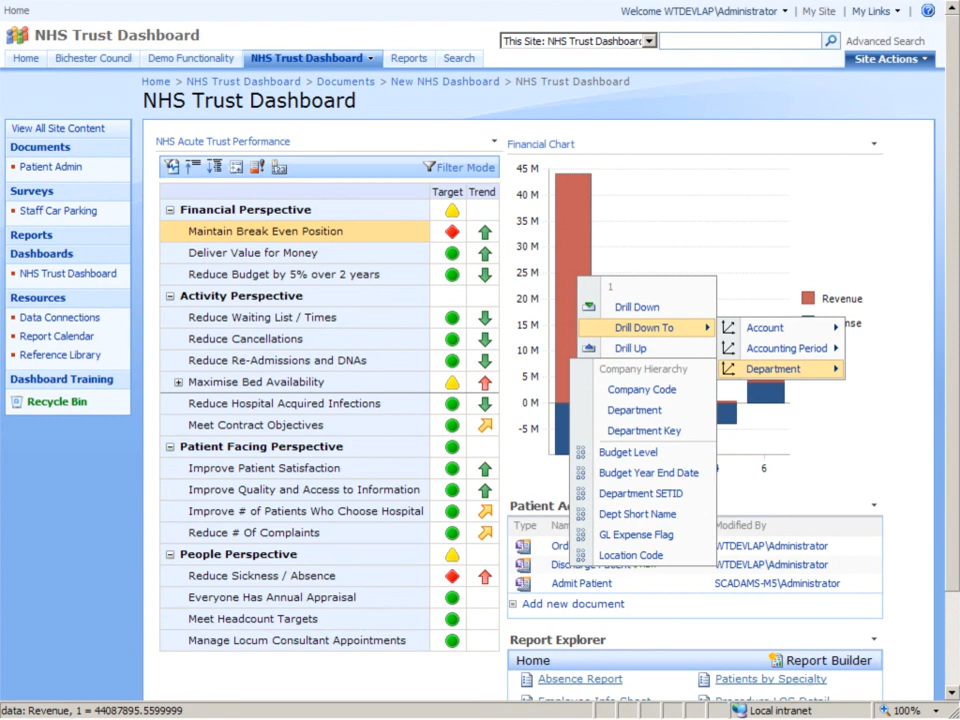 Home
Welcome WTDEVLAP\Administrator | My Site | My Links |
NHS Trust Dashboard
This Site: NHS Trust Dashboard
Advanced Search
Home Bichester Council Demo Functionality NHS Trust Dashboard Reports Search
Site Actions
Home > NHS Trust Dashboard > Documents > New NHS Dashboard > NHS Trust Dashboard
NHS Trust Dashboard
View All Site Content
Documents
Patient Admin
Surveys
Staff Car Parking
Reports
Dashboards
NHS Trust Dashboard
Resources
Data Connections
Report Calendar
Reference Library
Dashboard Training
Recycle Bin
NHS Acute Trust Performance
Filter Mode
Target Trend
Financial Perspective
Maintain Break Even Position
Deliver Value for Money
Reduce Budget by 5% over 2 years
Activity Perspective
Reduce Waiting List / Times
Reduce Cancellations
Reduce Re-Admissions and DNAs
Maximise Bed Availability
Reduce Hospital Acquired Infections
Meet Contract Objectives
Patient Facing Perspective
Improve Patient Satisfaction
Improve Quality and Access to Information
Improve # of Patients Who Choose Hospital
Reduce # Of Complaints
People Perspective
Reduce Sickness / Absence
Everyone Has Annual Appraisal
Meet Headcount Targets
Manage Locum Consultant Appointments
Financial Chart
45 M
40 M
35 M
30 M
25 M
20 M
15 M
10 M
5 M
0 M
-5 M
6
Revenue
1
Drill Down
Drill Down To
Drill Up
Account
Accounting Period
Department
Company Hierarchy
Company Code
Department
Department Key
Budget Level
Budget Year End Date
Department SETID
Dept Short Name
GL Expense Flag
Location Code
Patient
Type Modified By
WTDEVLAP\Administrator
WTDEVLAP\Administrator
Admit Patient SCADAMS-M5\Administrator
Add new document
Report Explorer
Home Report Builder
Absence Report Patients by Specialty
data: Revenue, 1 = 44087895.5599999
Local intranet
100%